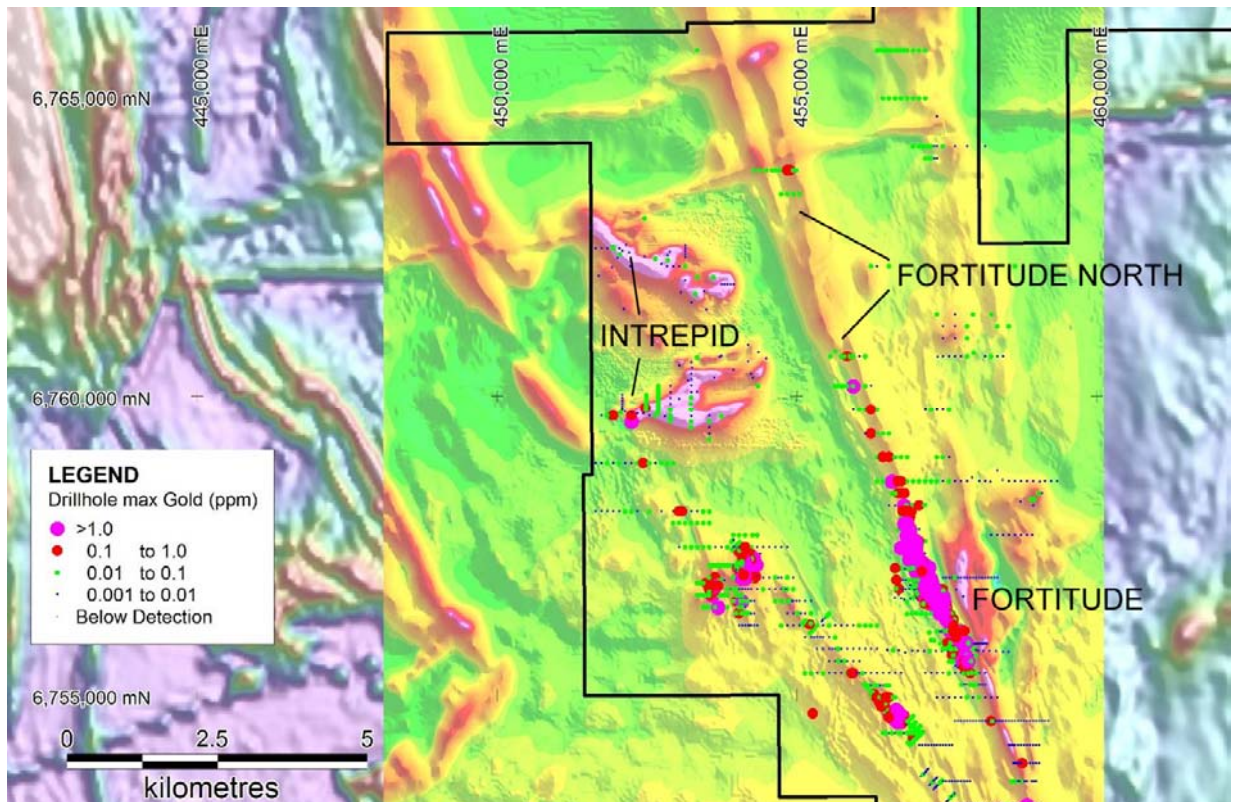 445,000 mE
450,000 mE
455,000 mE
460,000 mE
6,765,000 mN
FORTITUDE NORTH
INTREPID
6,760,000 mN
LEGEND
Drillhole max Gold (ppm)
>1.0
0.1 to 1.0
0.01 to 0.1
0.001 to 0.01
Below Detection
FORTITUDE
6,755,000 mN
0 2.5 5
kilometres